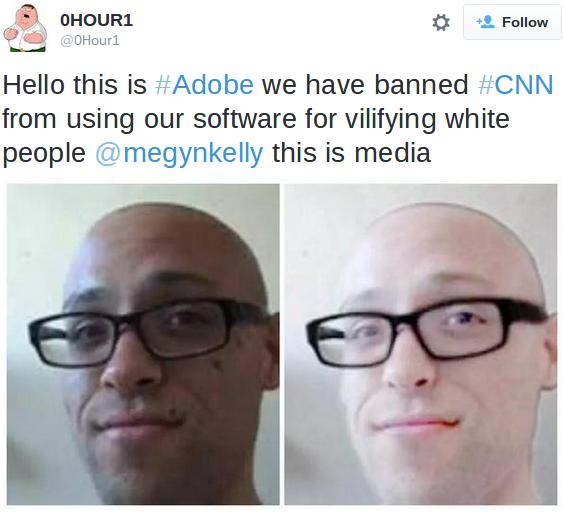 0HOUR1
@0Hour1
Follow
Hello this is #Adobe we have banned #CNN
from using our software for vilifying white
people @megynkelly this is media